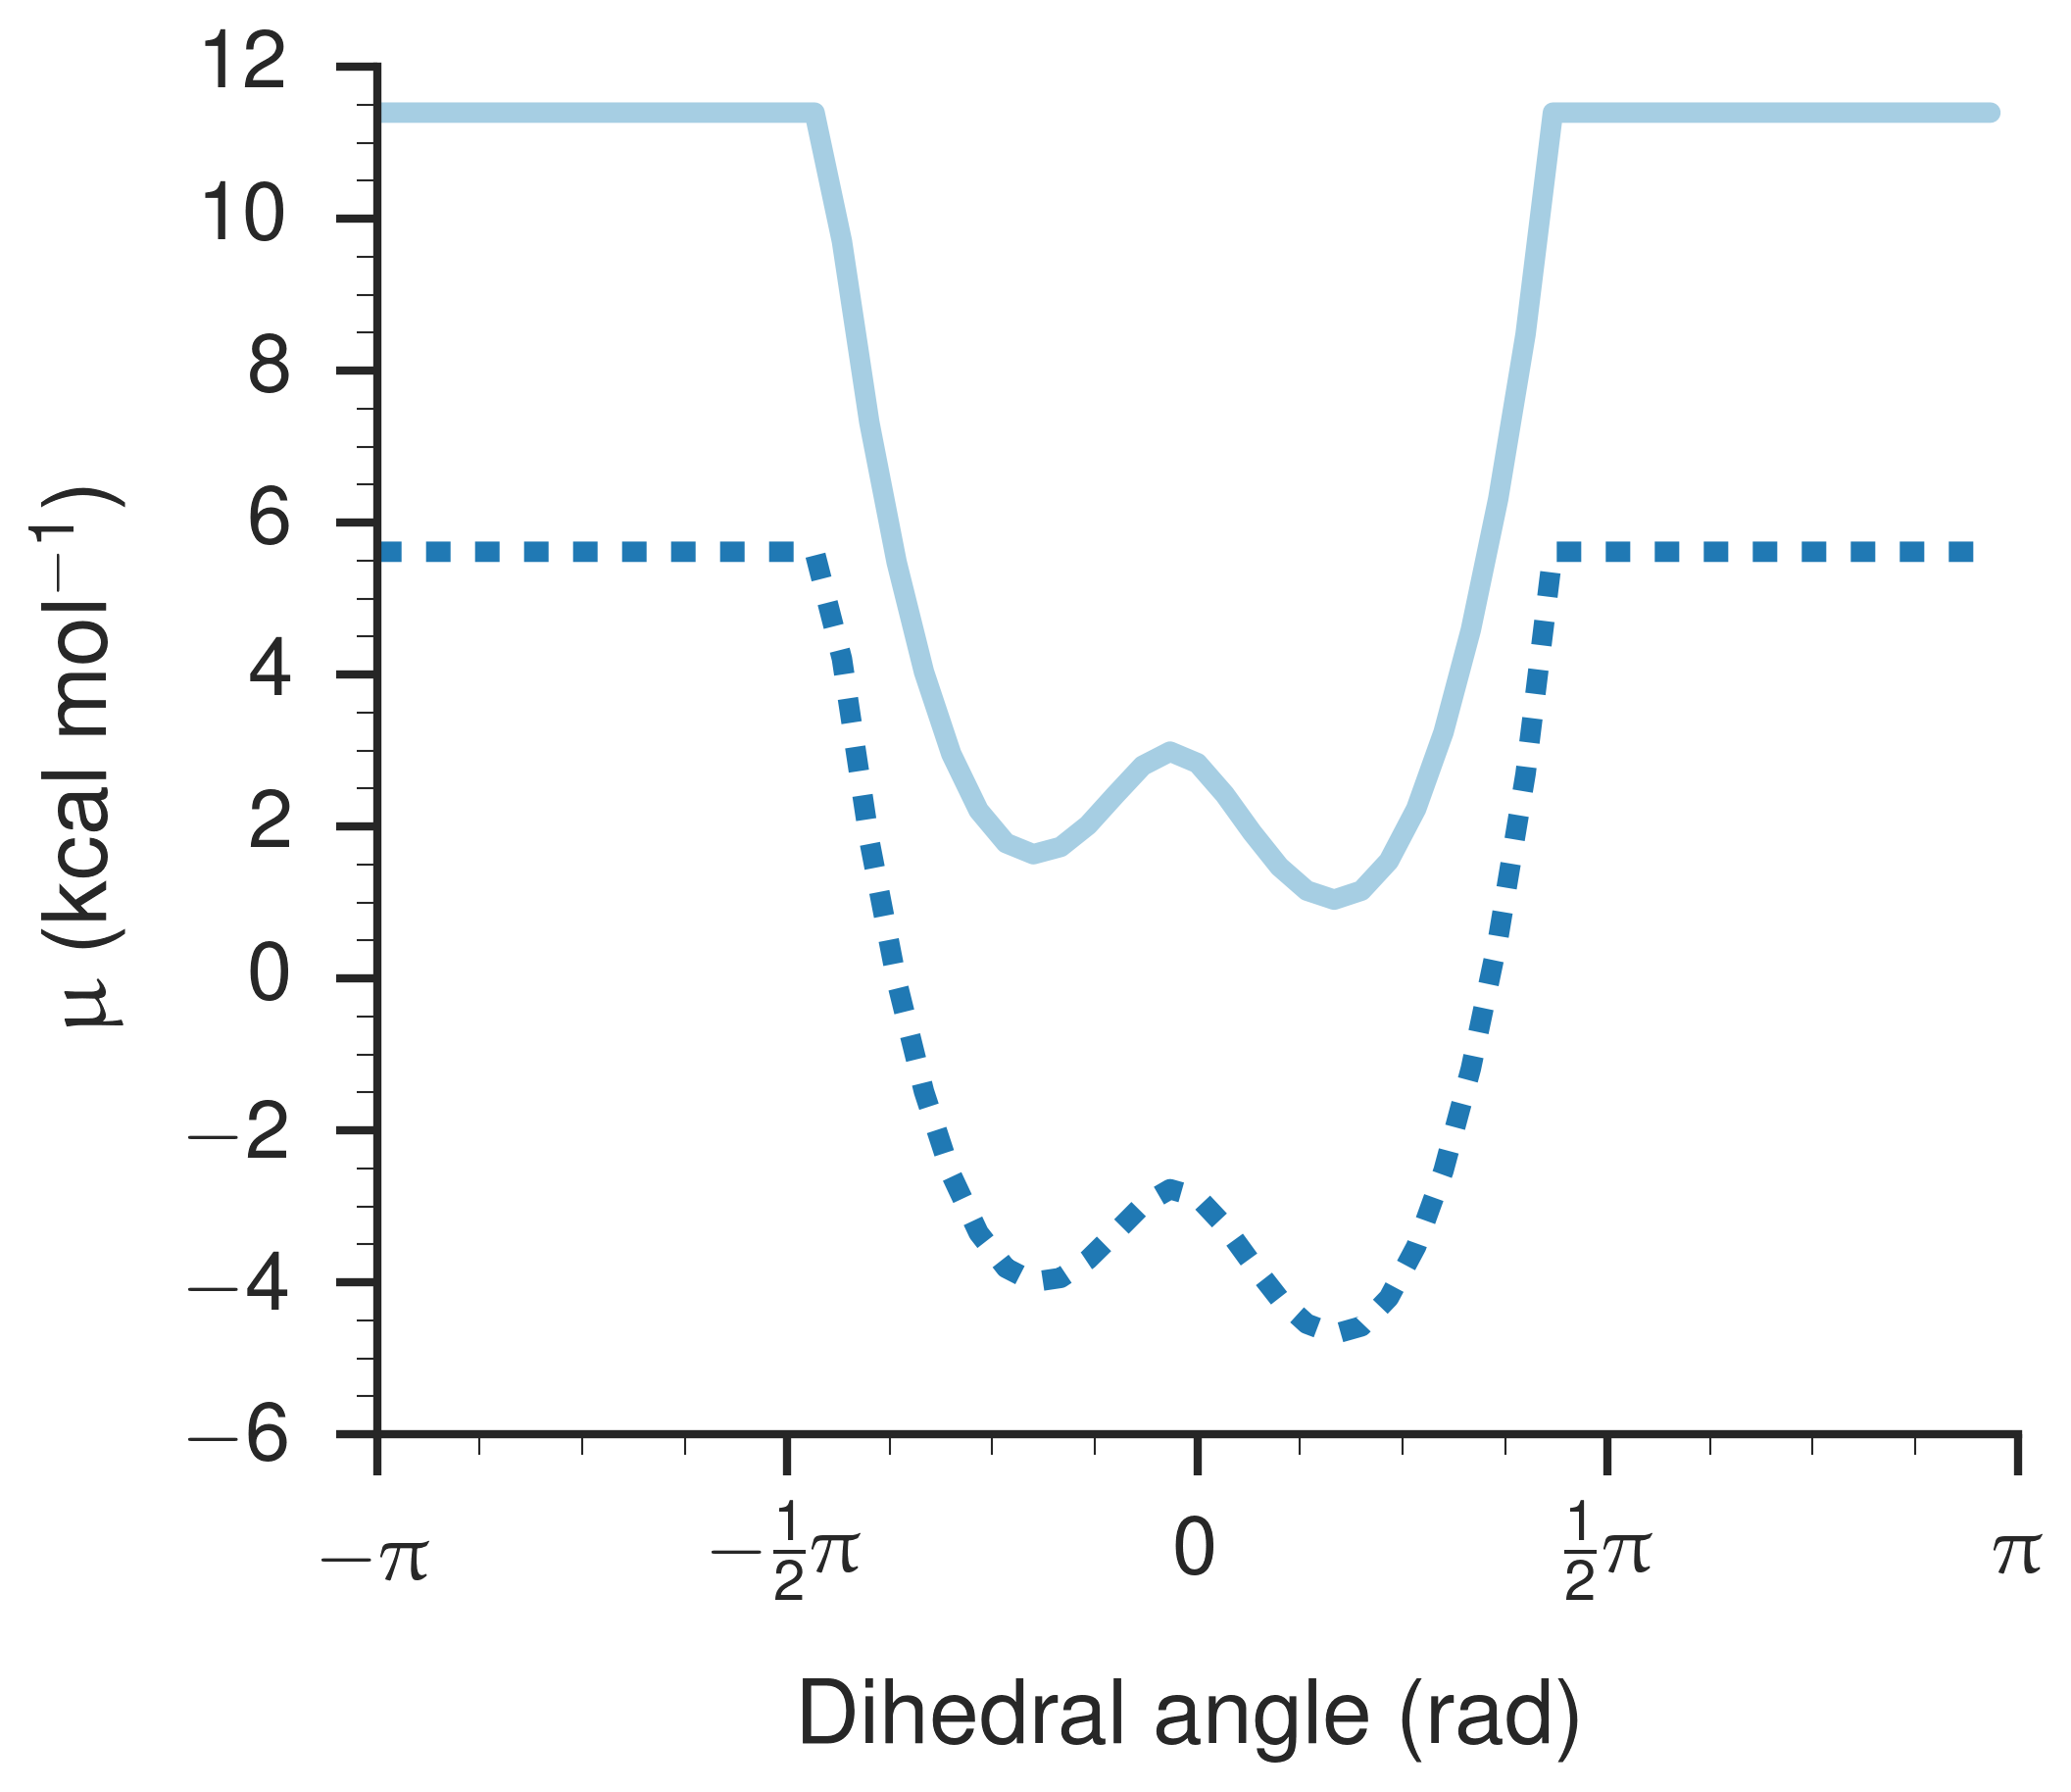 12
10
8
6
4
2
0
−2
−4
−6
μ (kcal mol⁻¹)
−π
−1/2π
0
1/2π
π
Dihedral angle (rad)